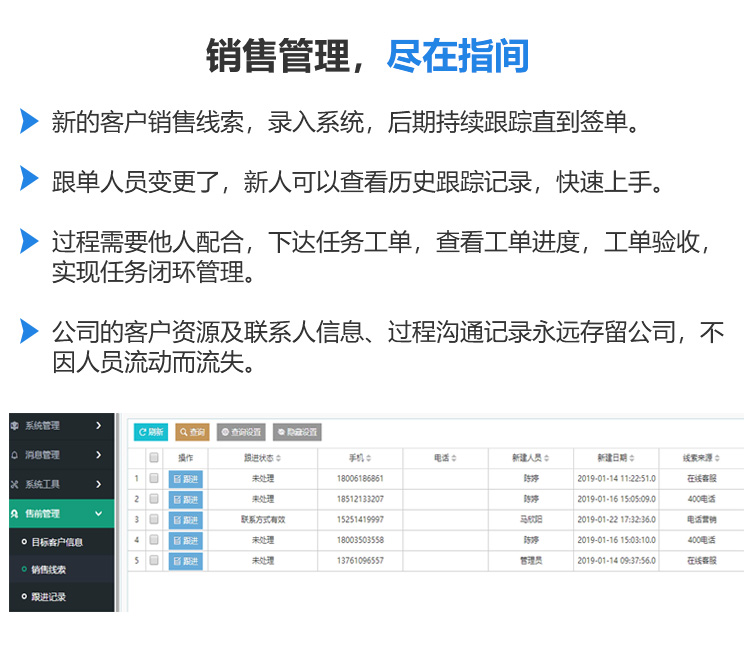 销售管理，尽在指间
新的客户销售线索，录入系统，后期持续跟踪直到签单。
跟单人员变更了，新人可以查看历史跟踪记录，快速上手。
过程需要他人配合，下达任务工单，查看工单进度，工单验收，
实现任务闭环管理。
公司的客户资源及联系人信息、过程沟通记录永远存留公司，不
因人员流动而流失。
系统管理
消息管理
系统工具
售前管理
目标客户信息
销售线索
跟进记录
刷新 查询 查询设置 隐藏设置
操作 跟进状态 手机 电话 新建人员 新建日期 线索来源
1 跟进 未处理 18006186861 陈婷 2019-01-14 11:22:51.0 在线客服
2 跟进 未处理 18512133207 陈婷 2019-01-16 15:05:09.0 400电话
3 跟进 联系方式有效 15251419997 马欣阳 2019-01-22 17:32:36.0 电话营销
4 跟进 未处理 18003503558 陈婷 2019-01-16 15:03:10.0 400电话
5 跟进 未处理 13761096557 管理员 2019-01-14 09:37:56.0 在线客服